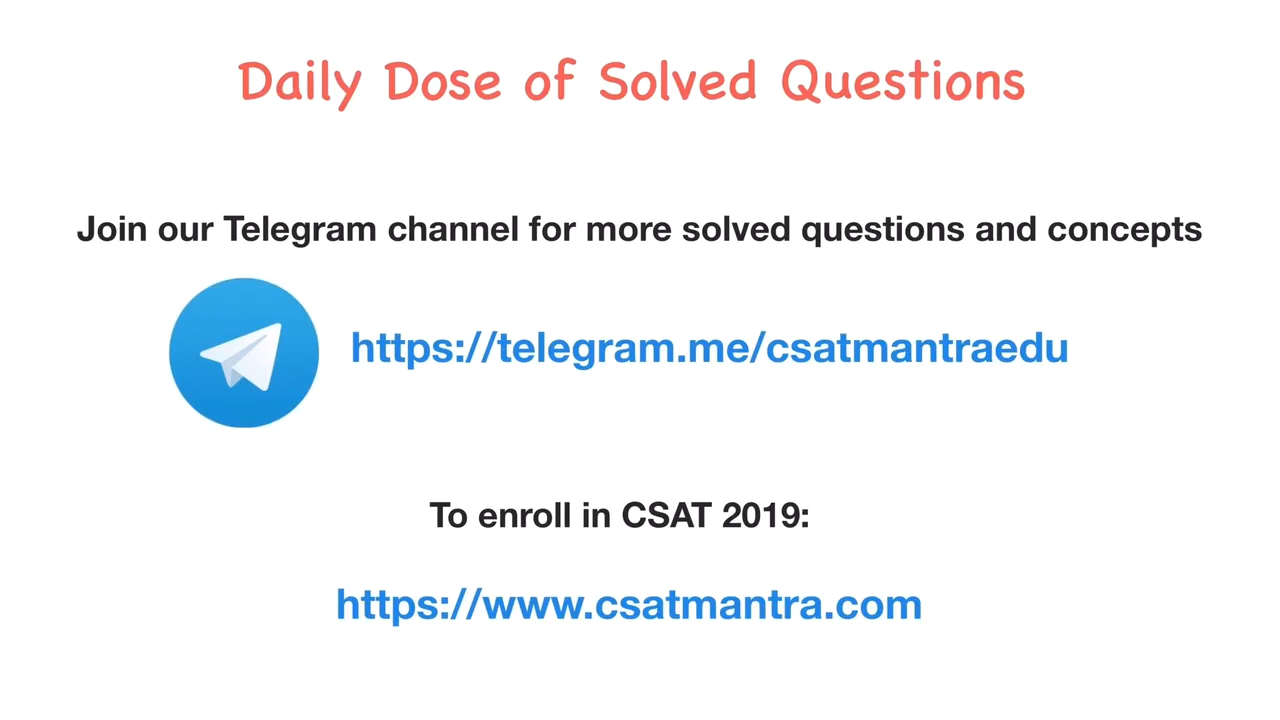 Daily Dose of Solved Questions
Join our Telegram channel for more solved questions and concepts
https://telegram.me/csatmantraedu
To enroll in CSAT 2019:
https://www.csatmantra.com